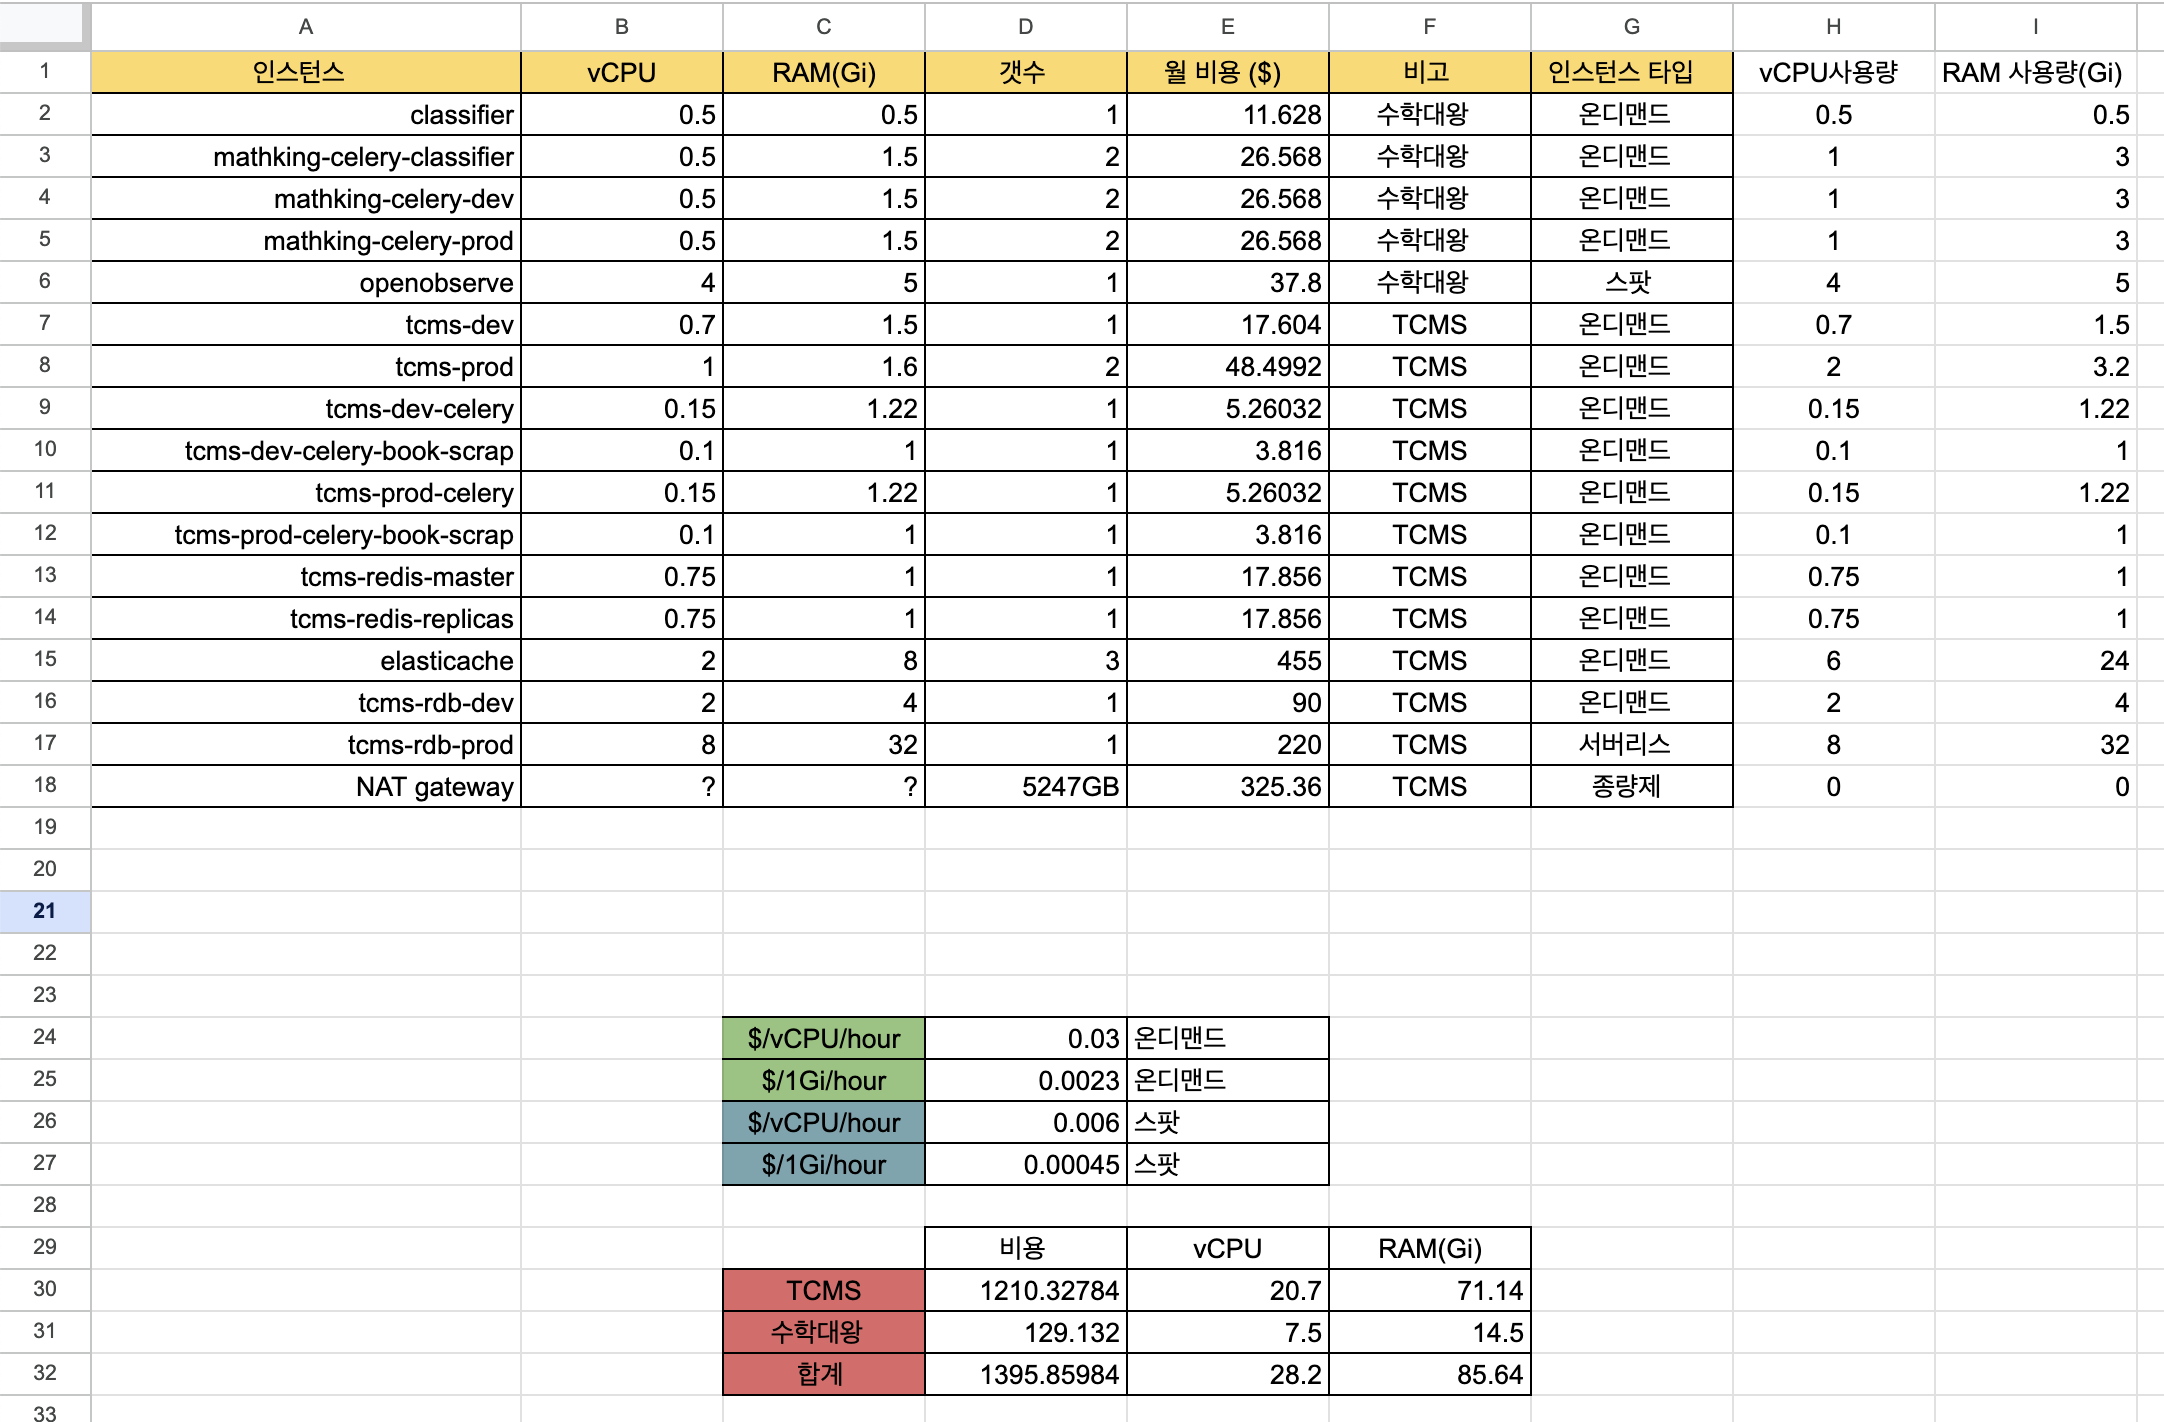 A B C D E F G H I
1 인스턴스 vCPU RAM(Gi) 갯수 월 비용 ($) 비고 인스턴스 타입 vCPU사용량 RAM 사용량(Gi)
2 classifier 0.5 0.5 1 11.628 수학대왕 온디맨드 0.5 0.5
3 mathking-celery-classifier 0.5 1.5 2 26.568 수학대왕 온디맨드 1 3
4 mathking-celery-dev 0.5 1.5 2 26.568 수학대왕 온디맨드 1 3
5 mathking-celery-prod 0.5 1.5 2 26.568 수학대왕 온디맨드 1 3
6 openobserve 4 5 1 37.8 수학대왕 스팟 4 5
7 tcms-dev 0.7 1.5 1 17.604 TCMS 온디맨드 0.7 1.5
8 tcms-prod 1 1.6 2 48.4992 TCMS 온디맨드 2 3.2
9 tcms-dev-celery 0.15 1.22 1 5.26032 TCMS 온디맨드 0.15 1.22
10 tcms-dev-celery-book-scrap 0.1 1 1 3.816 TCMS 온디맨드 0.1 1
11 tcms-prod-celery 0.15 1.22 1 5.26032 TCMS 온디맨드 0.15 1.22
12 tcms-prod-celery-book-scrap 0.1 1 1 3.816 TCMS 온디맨드 0.1 1
13 tcms-redis-master 0.75 1 1 17.856 TCMS 온디맨드 0.75 1
14 tcms-redis-replicas 0.75 1 1 17.856 TCMS 온디맨드 0.75 1
15 elasticache 2 8 3 455 TCMS 온디맨드 6 24
16 tcms-rdb-dev 2 4 1 90 TCMS 온디맨드 2 4
17 tcms-rdb-prod 8 32 1 220 TCMS 서버리스 8 32
18 NAT gateway ? ? 5247GB 325.36 TCMS 종량제 0 0
19
20
21
22
23
24 $/vCPU/hour 0.03 온디맨드
25 $/1Gi/hour 0.0023 온디맨드
26 $/vCPU/hour 0.006 스팟
27 $/1Gi/hour 0.00045 스팟
28
29 비용 vCPU RAM(Gi)
30 TCMS 1210.32784 20.7 71.14
31 수학대왕 129.132 7.5 14.5
32 합계 1395.85984 28.2 85.64
33